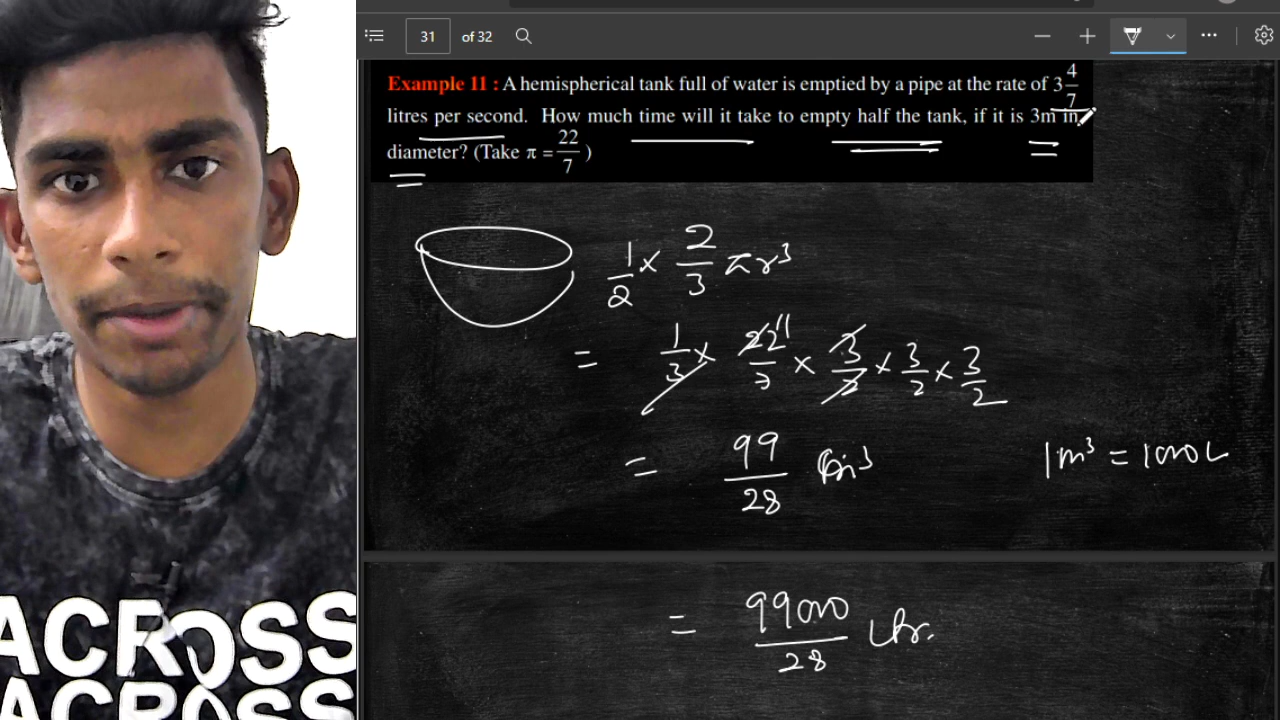 31 of 32
Example 11 : A hemispherical tank full of water is emptied by a pipe at the rate of 3 4/7
litres per second. How much time will it take to empty half the tank, if it is 3m in
diameter? (Take π = 22/7 )
1/2 × 2/3 πr³
= 1/3 × 22/7 11 × 3/2 × 3/2 × 3/2
= 99/28 m³ 1m³ = 1000L
= 99000/28 ltr.
ACROSS
ACROSS